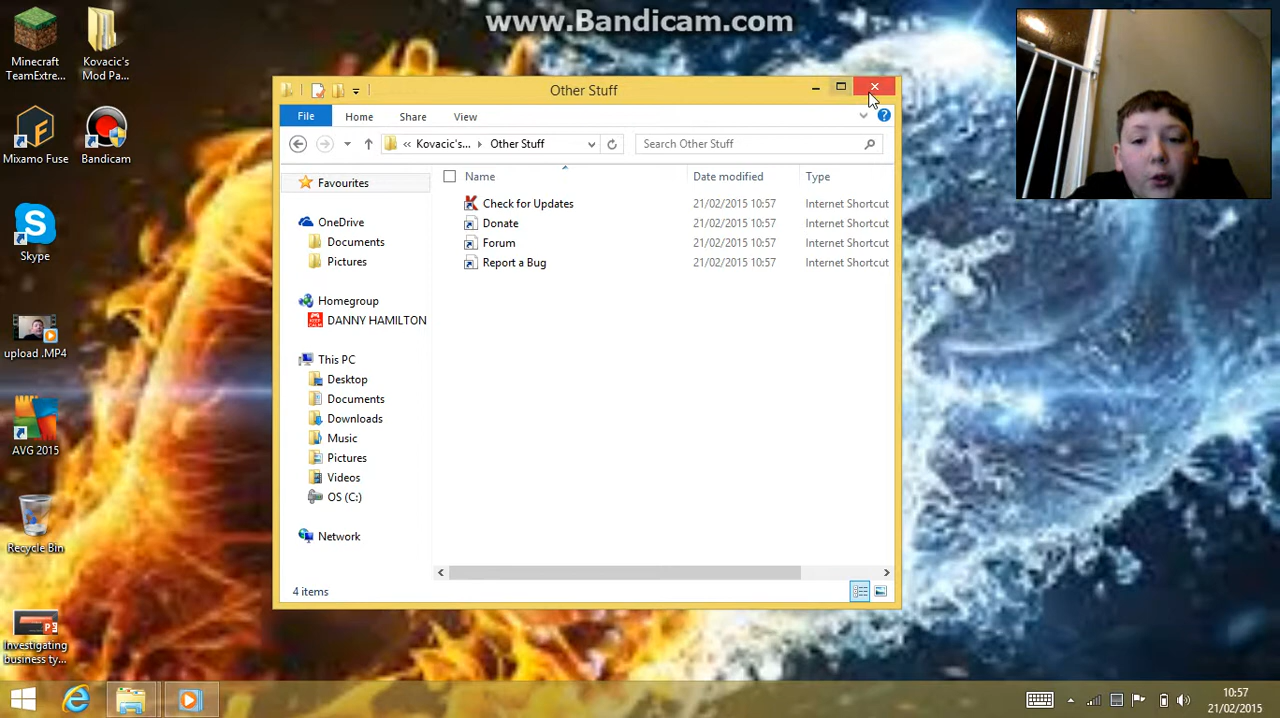 www.Bandicam.com
Minecraft
TeamExtre...
Kovacic's
Mod Pa...
Mixamo Fuse
Bandicam
Skype
upload .MP4
AVG 2015
Recycle Bin
Investigating
business ty...
Other Stuff
File
Home
Share
View
« Kovacic's...
Other Stuff
Search Other Stuff
Name
Date modified
Type
Check for Updates 21/02/2015 10:57 Internet Shortcut
Donate 21/02/2015 10:57 Internet Shortcut
Forum 21/02/2015 10:57 Internet Shortcut
Report a Bug 21/02/2015 10:57 Internet Shortcut
Favourites
OneDrive
Documents
Pictures
Homegroup
DANNY HAMILTON
This PC
Desktop
Documents
Downloads
Music
Pictures
Videos
OS (C:)
Network
4 items
10:57
21/02/2015